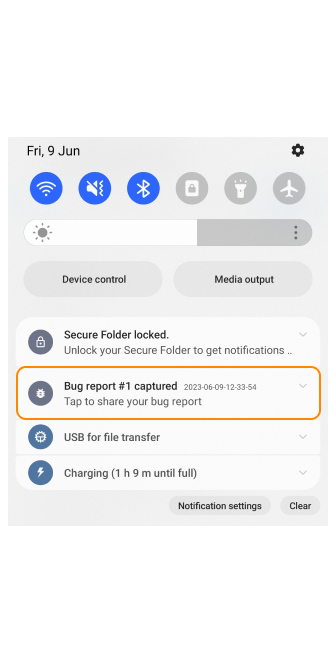 Fri, 9 Jun
Device control
Media output
Secure Folder locked.
Unlock your Secure Folder to get notifications ..
Bug report #1 captured 2023-06-09-12-33-54
Tap to share your bug report
USB for file transfer
Charging (1 h 9 m until full)
Notification settings
Clear